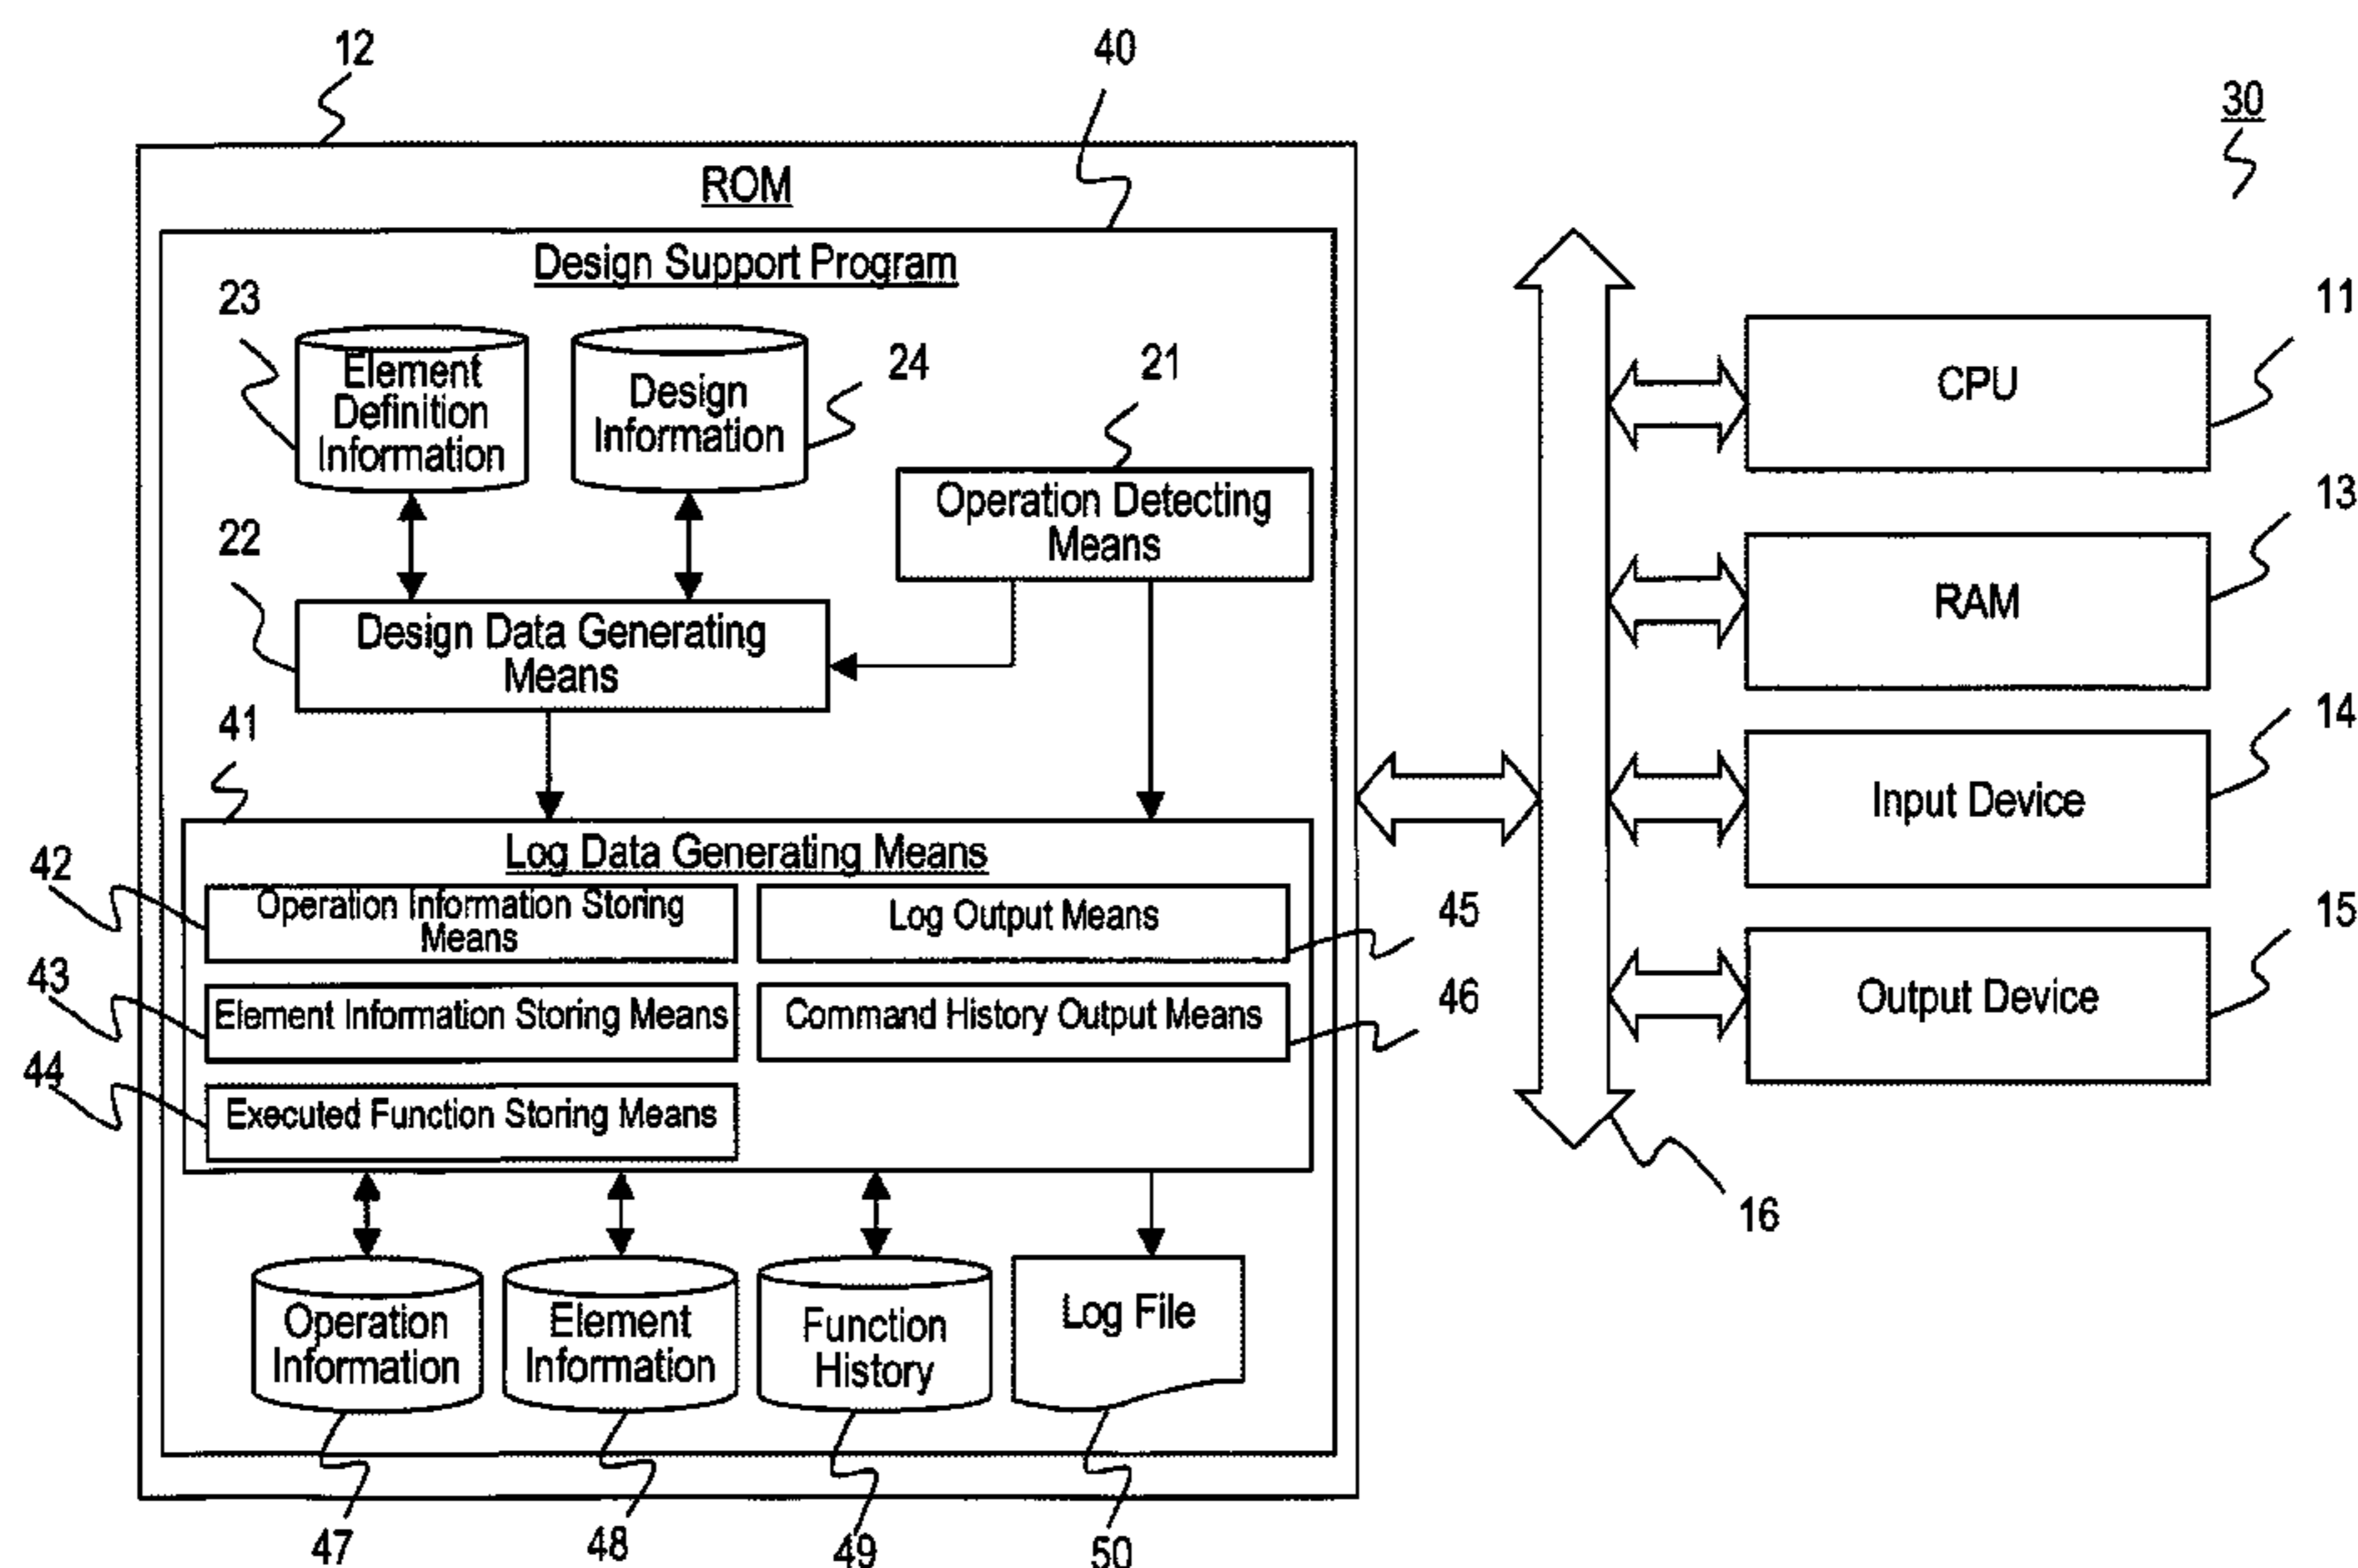 12
40
30
ROM
Design Support Program
23
Element
Definition
Information
Design
Information
24
21
11
CPU
Operation Detecting
Means
13
22
Design Data Generating
Means
RAM
41
14
Input Device
Log Data Generating Means
42
Operation Information Storing
Means
Log Output Means
45
15
43
Element Information Storing Means
Command History Output Means
46
Output Device
44
Executed Function Storing Means
16
Operation
Information
Element
Information
Function
History
Log File
47
48
49
50